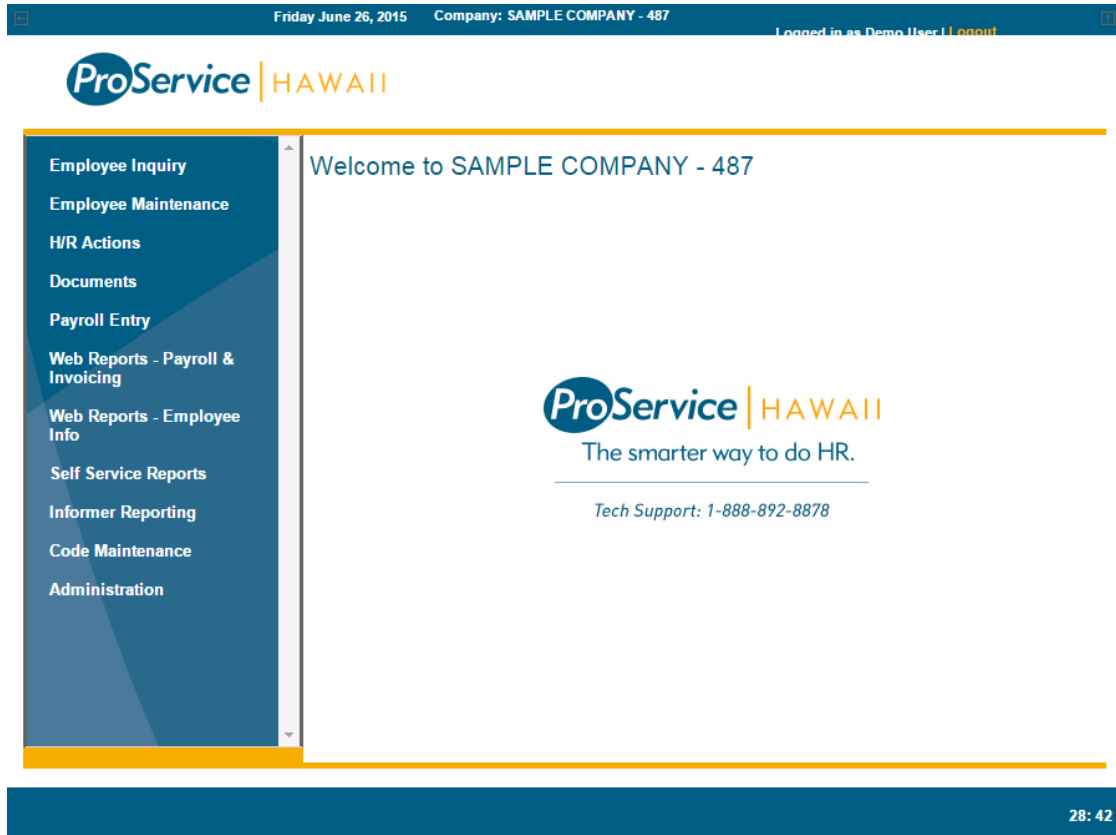 Friday June 26, 2015 Company: SAMPLE COMPANY - 487
Logged in as Demo User | Logout
ProService | HAWAII
Employee Inquiry
Employee Maintenance
H/R Actions
Documents
Payroll Entry
Web Reports - Payroll &
Invoicing
Web Reports - Employee
Info
Self Service Reports
Informer Reporting
Code Maintenance
Administration
Welcome to SAMPLE COMPANY - 487
ProService | HAWAII
The smarter way to do HR.
Tech Support: 1-888-892-8878
28: 42